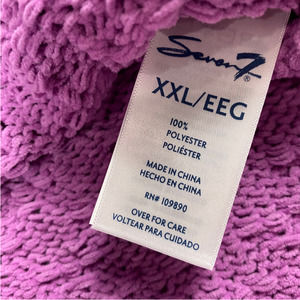 Seven7
XXL/EEG
100%
POLYESTER
POLIÉSTER
MADE IN CHINA
HECHO EN CHINA
RN# 109890
OVER FOR CARE
VOLTEAR PARA CUIDADO